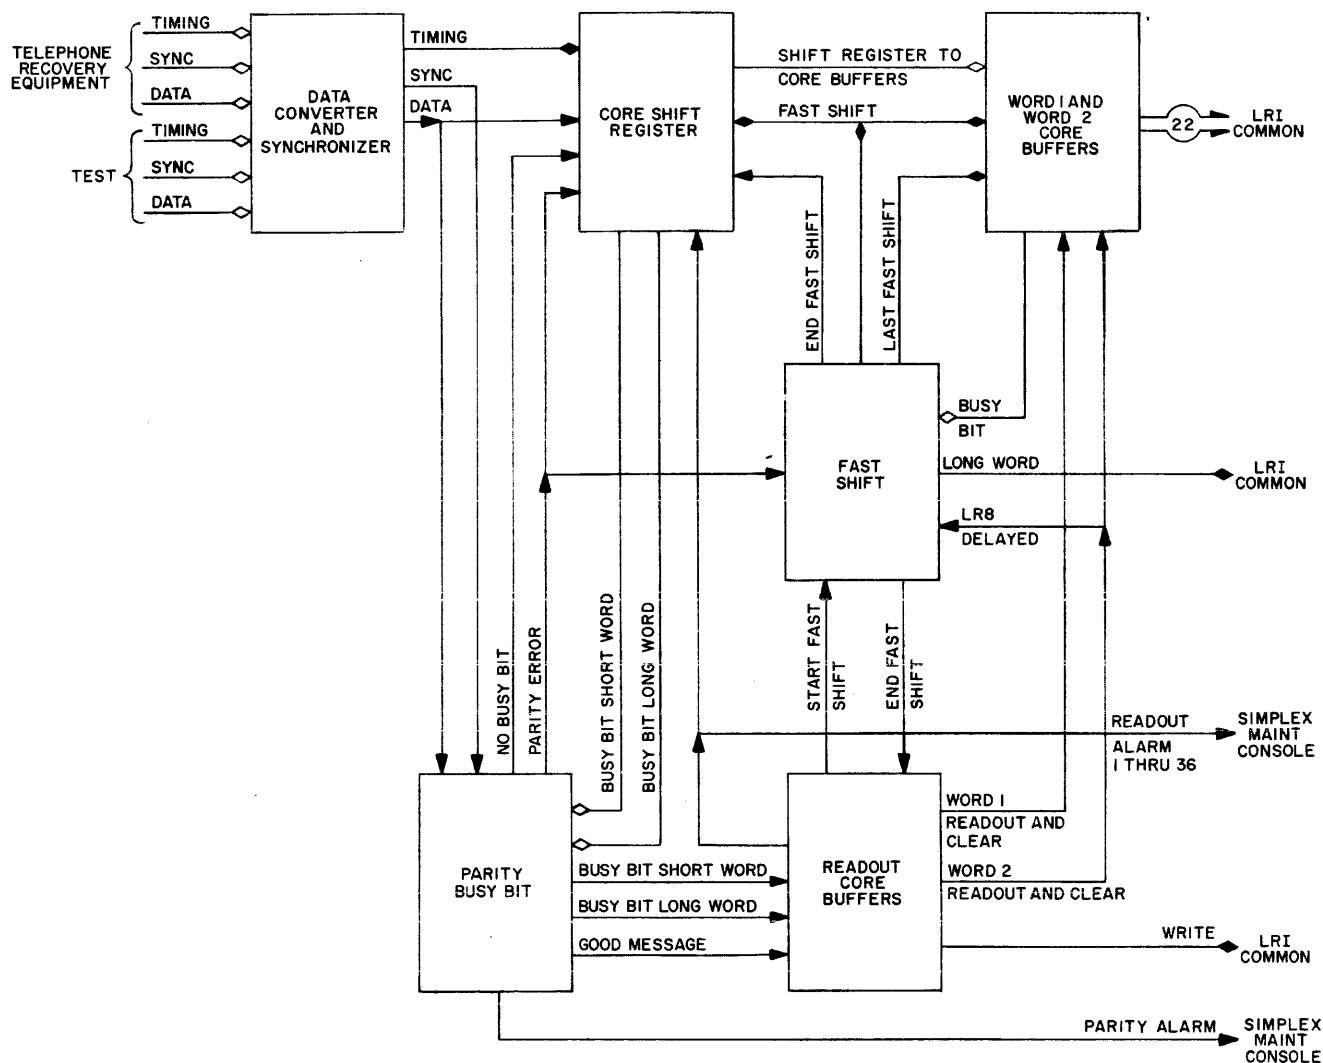 TELEPHONE
RECOVERY
EQUIPMENT
TIMING
SYNC
DATA
TEST
TIMING
SYNC
DATA
DATA
CONVERTER
AND
SYNCHRONIZER
TIMING
SYNC
DATA
CORE SHIFT
REGISTER
SHIFT REGISTER TO
CORE BUFFERS
FAST SHIFT
WORD 1 AND
WORD 2
CORE
BUFFERS
22
LRI
COMMON
END FAST SHIFT
LAST FAST SHIFT
FAST
SHIFT
BUSY
BIT
LONG WORD
LRI
COMMON
LR8
DELAYED
NO BUSY BIT
PARITY ERROR
BUSY BIT SHORT WORD
BUSY BIT LONG WORD
START FAST
SHIFT
END FAST
SHIFT
READOUT
ALARM
1 THRU 36
SIMPLEX
MAINT
CONSOLE
PARITY
BUSY BIT
BUSY BIT SHORT WORD
BUSY BIT LONG WORD
GOOD MESSAGE
READOUT
CORE
BUFFERS
WORD 1
READOUT AND
CLEAR
WORD 2
READOUT AND CLEAR
WRITE
LRI
COMMON
PARITY ALARM
SIMPLEX
MAINT
CONSOLE